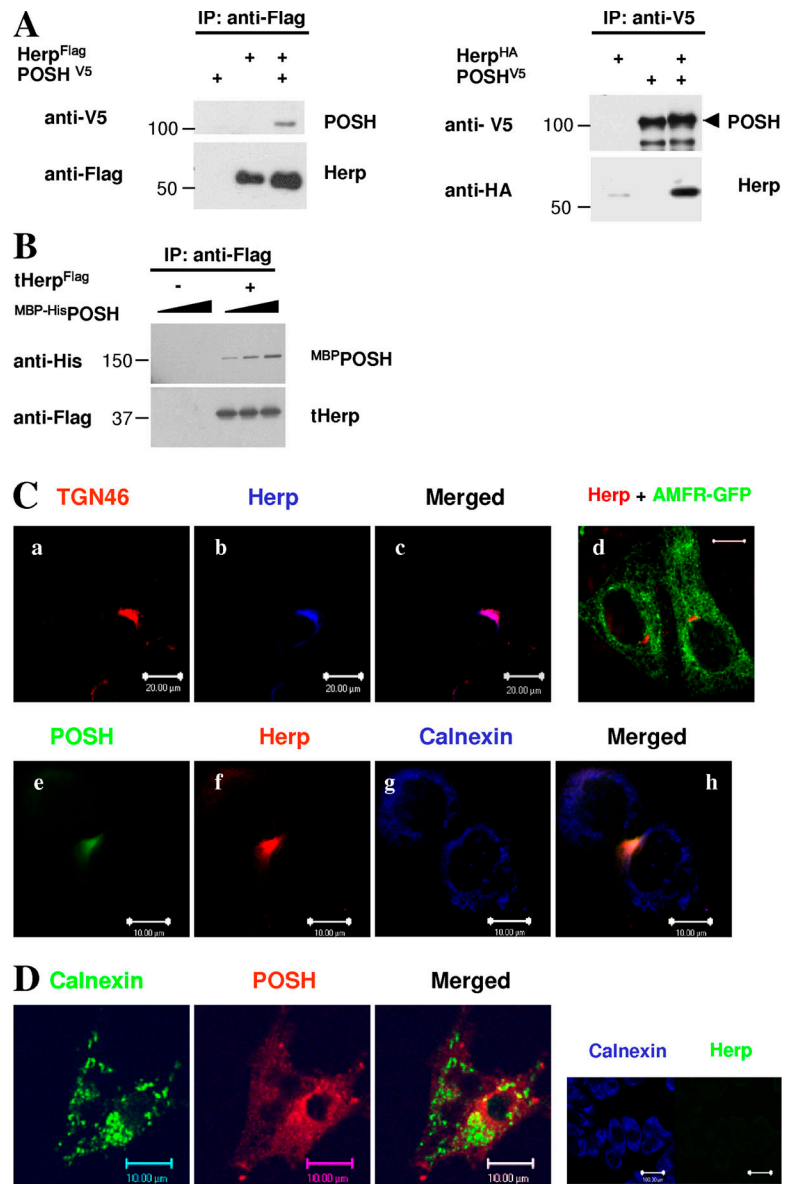 A
IP: anti-Flag
Herp^Flag + +
POSH ^V5 + +
anti-V5 100 POSH
anti-Flag 50 Herp
IP: anti-V5
Herp^HA + +
POSH^V5 + +
anti- V5 100 POSH
anti-HA 50 Herp
B
IP: anti-Flag
tHerp^Flag - +
^MBP-His POSH
anti-His 150 ^MBP POSH
anti-Flag 37 tHerp
C
TGN46 Herp Merged Herp + AMFR-GFP
a b c d
20.00 µm 20.00 µm 20.00 µm
POSH Herp Calnexin Merged
e f g h
10.00 µm 10.00 µm 10.00 µm 10.00 µm
D
Calnexin POSH Merged
Calnexin Herp
10.00 µm 10.00 µm 10.00 µm
100.00 µm